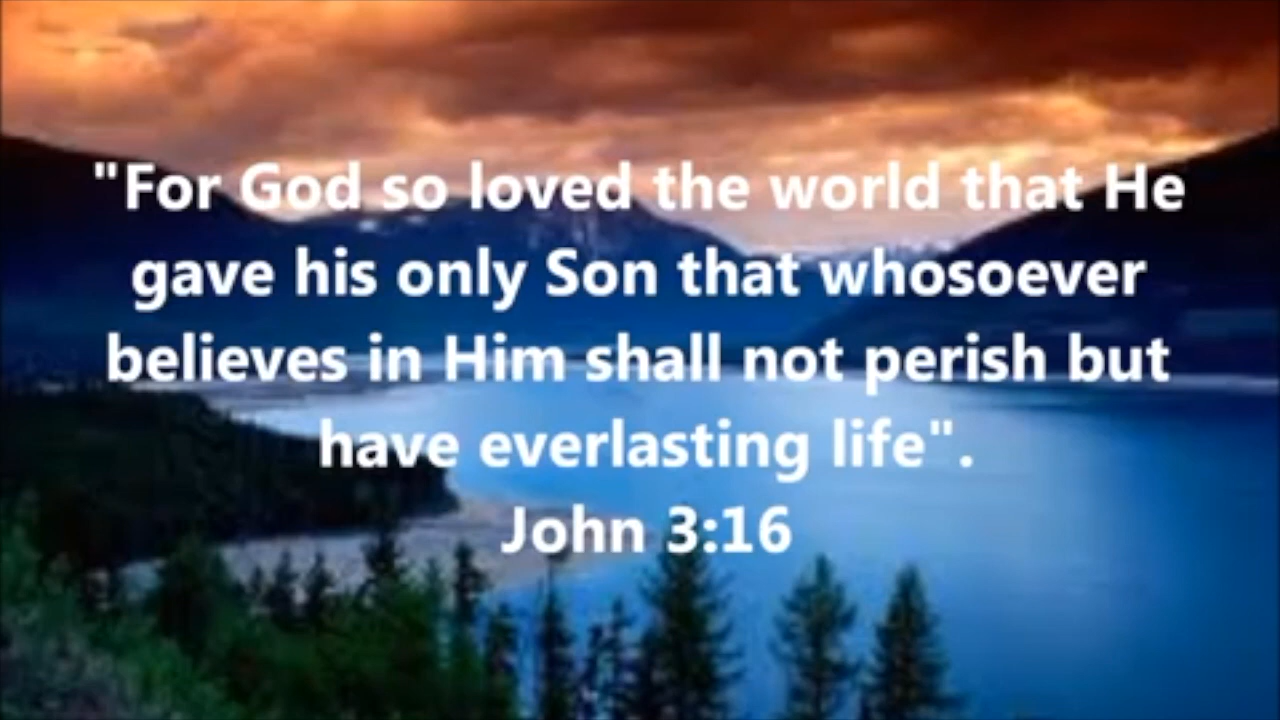 "For God so loved the world that He
gave his only Son that whosoever
believes in Him shall not perish but
have everlasting life".
John 3:16